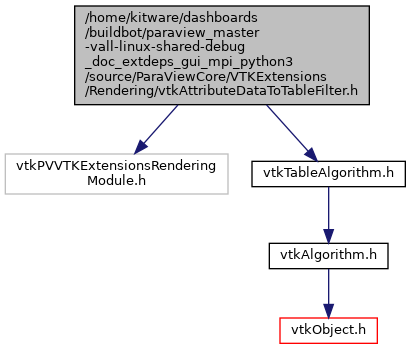 /home/kitware/dashboards
/buildbot/paraview_master
-vall-linux-shared-debug
_doc_extdeps_gui_mpi_python3
/source/ParaViewCore/VTKExtensions
/Rendering/vtkAttributeDataToTableFilter.h
vtkPVVTKExtensionsRendering
Module.h
vtkTableAlgorithm.h
vtkAlgorithm.h
vtkObject.h